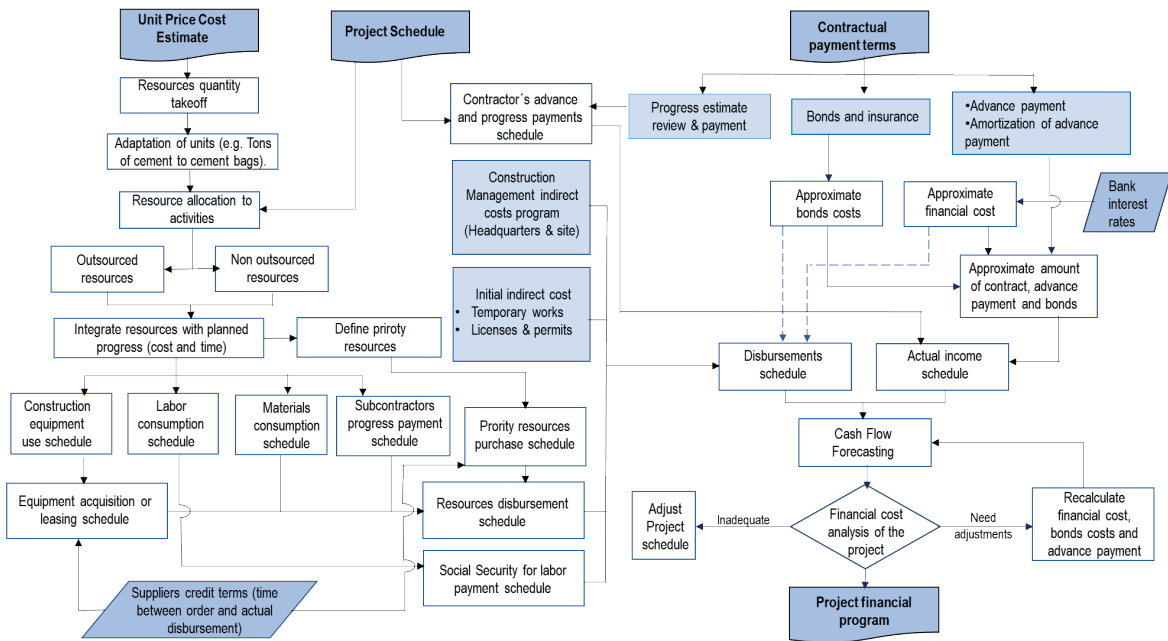 Unit Price Cost
Estimate
Project Schedule
Contractual
payment terms
Resources quantity
takeoff
Adaptation of units (e.g. Tons
of cement to cement bags).
Resource allocation to
activities
Outsourced
resources
Non outsourced
resources
Integrate resources with planned
progress (cost and time)
Define priroty
resources
Construction
equipment
use schedule
Labor
consumption
schedule
Materials
consumption
schedule
Subcontractors
progress payment
schedule
Prority resources
purchase schedule
Equipment acquisition or
leasing schedule
Resources disbursement
schedule
Social Security for labor
payment schedule
Suppliers credit terms (time
between order and actual
disbursement)
Contractor´s advance
and progress payments
schedule
Progress estimate
review & payment
Bonds and insurance
•Advance payment
•Amortization of advance
payment
Construction
Management indirect
costs program
(Headquarters & site)
Initial indirect cost
• Temporary works
• Licenses & permits
Approximate
bonds costs
Approximate
financial cost
Bank
interest
rates
Approximate amount
of contract, advance
payment and bonds
Disbursements
schedule
Actual income
schedule
Cash Flow
Forecasting
Adjust
Project
schedule
Inadequate
Financial cost
analysis of the
project
Need
adjustments
Recalculate
financial cost,
bonds costs and
advance payment
Project financial
program